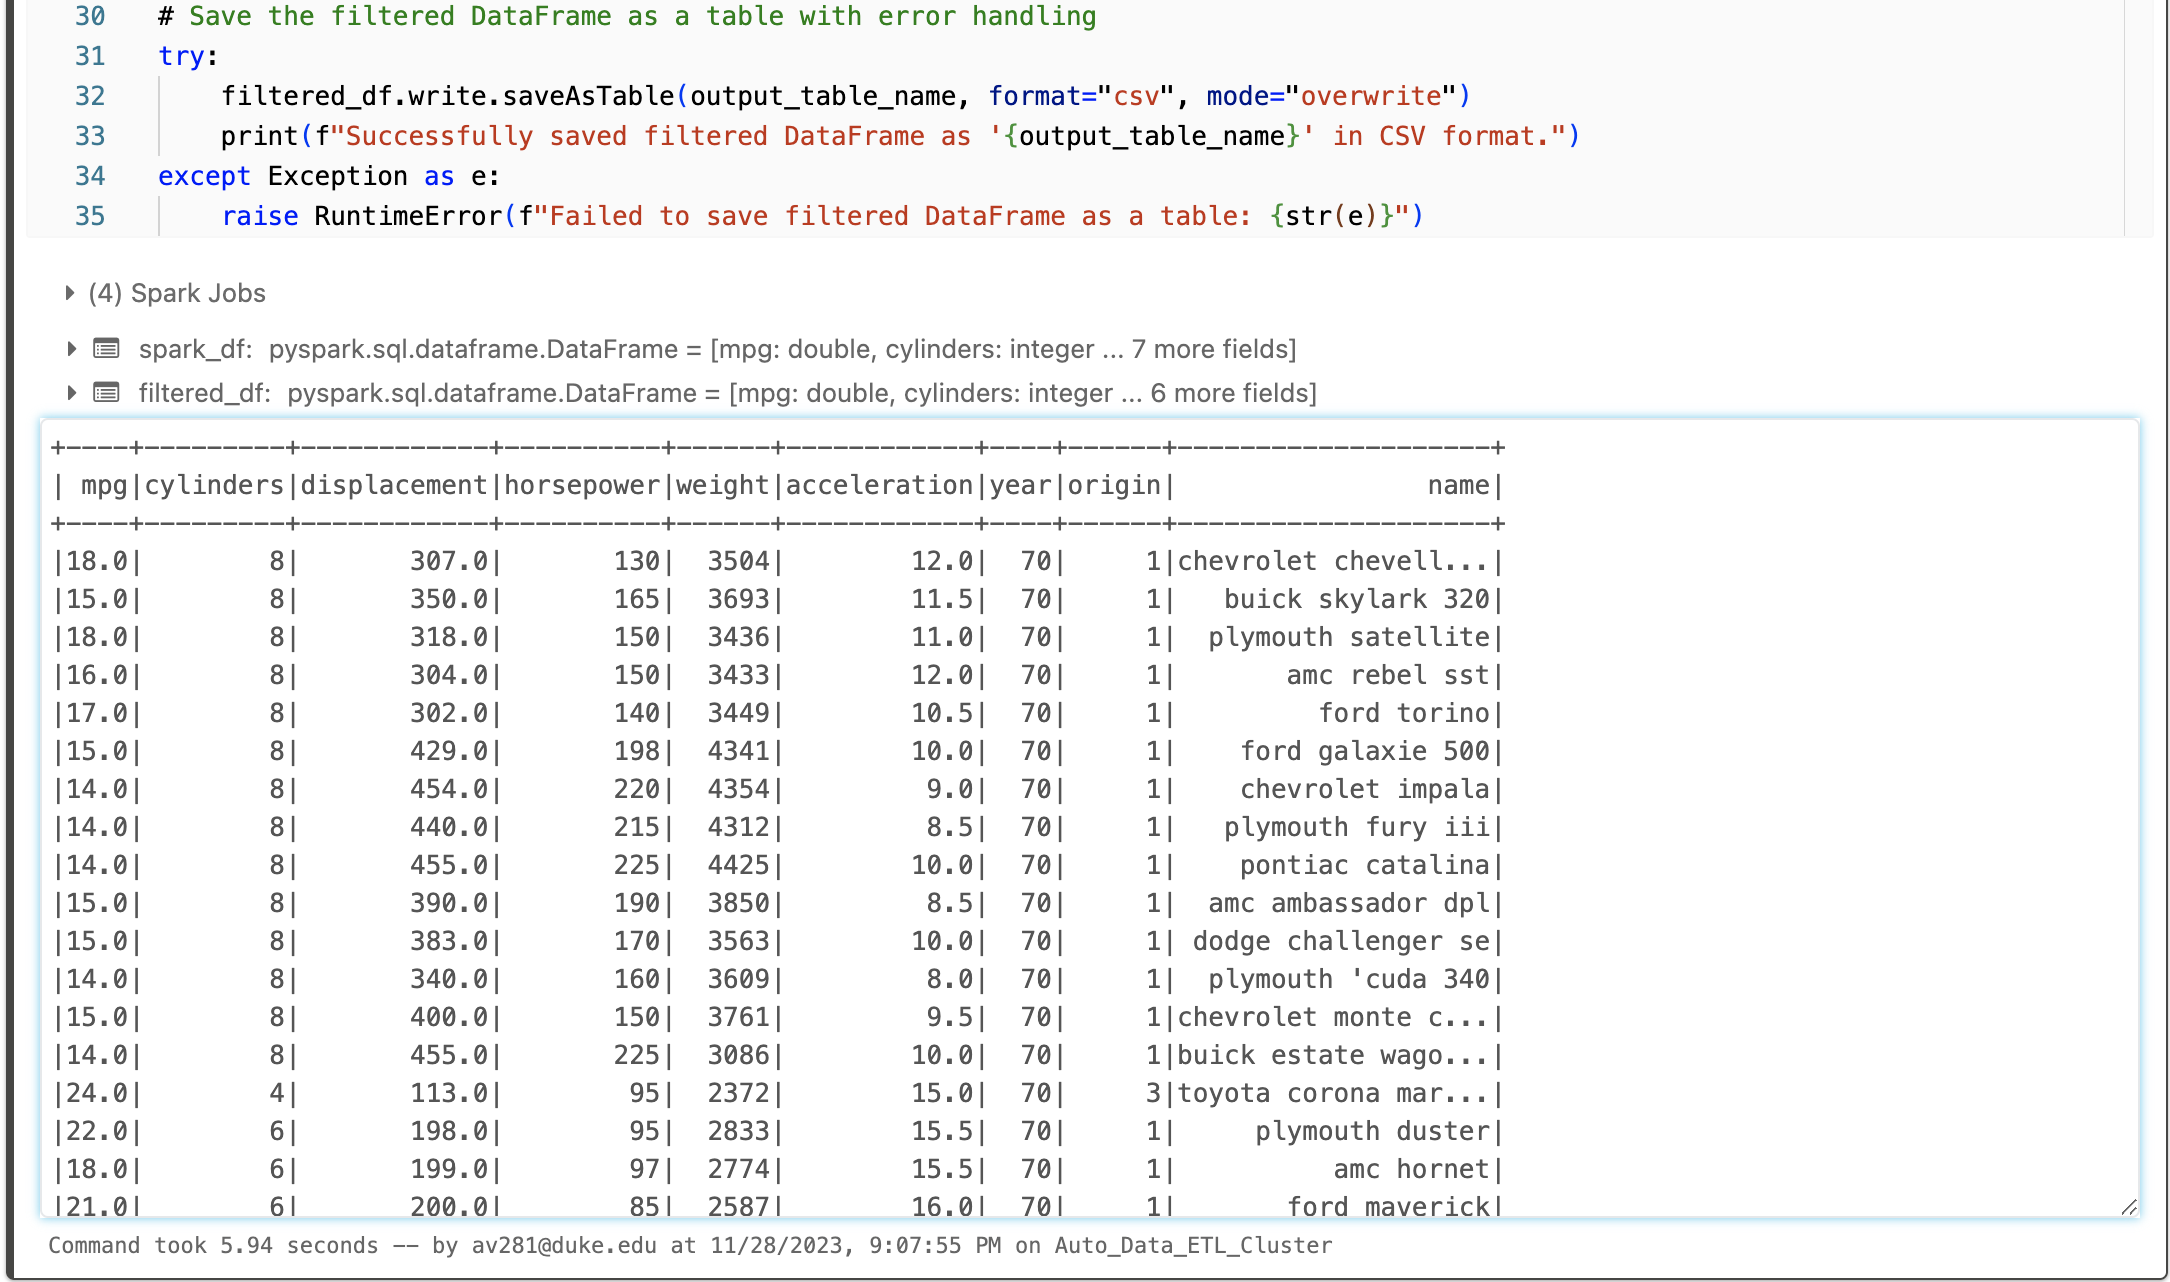 30 # Save the filtered DataFrame as a table with error handling
31 try:
32     filtered_df.write.saveAsTable(output_table_name, format="csv", mode="overwrite")
33     print(f"Successfully saved filtered DataFrame as '{output_table_name}' in CSV format.")
34 except Exception as e:
35     raise RuntimeError(f"Failed to save filtered DataFrame as a table: {str(e)}")
(4) Spark Jobs
spark_df: pyspark.sql.dataframe.DataFrame = [mpg: double, cylinders: integer ... 7 more fields]
filtered_df: pyspark.sql.dataframe.DataFrame = [mpg: double, cylinders: integer ... 6 more fields]
+----+---------+------------+----------+------+------------+----+------+--------------------+
| mpg|cylinders|displacement|horsepower|weight|acceleration|year|origin|                name|
+----+---------+------------+----------+------+------------+----+------+--------------------+
|18.0|        8|       307.0|       130|  3504|        12.0|  70|     1|chevrolet chevell...|
|15.0|        8|       350.0|       165|  3693|        11.5|  70|     1|   buick skylark 320|
|18.0|        8|       318.0|       150|  3436|        11.0|  70|     1|  plymouth satellite|
|16.0|        8|       304.0|       150|  3433|        12.0|  70|     1|       amc rebel sst|
|17.0|        8|       302.0|       140|  3449|        10.5|  70|     1|         ford torino|
|15.0|        8|       429.0|       198|  4341|        10.0|  70|     1|    ford galaxie 500|
|14.0|        8|       454.0|       220|  4354|         9.0|  70|     1|    chevrolet impala|
|14.0|        8|       440.0|       215|  4312|         8.5|  70|     1|   plymouth fury iii|
|14.0|        8|       455.0|       225|  4425|        10.0|  70|     1|    pontiac catalina|
|15.0|        8|       390.0|       190|  3850|         8.5|  70|     1|  amc ambassador dpl|
|15.0|        8|       383.0|       170|  3563|        10.0|  70|     1| dodge challenger se|
|14.0|        8|       340.0|       160|  3609|         8.0|  70|     1|  plymouth 'cuda 340|
|15.0|        8|       400.0|       150|  3761|         9.5|  70|     1|chevrolet monte c...|
|14.0|        8|       455.0|       225|  3086|        10.0|  70|     1|buick estate wago...|
|24.0|        4|       113.0|        95|  2372|        15.0|  70|     3|toyota corona mar...|
|22.0|        6|       198.0|        95|  2833|        15.5|  70|     1|     plymouth duster|
|18.0|        6|       199.0|        97|  2774|        15.5|  70|     1|          amc hornet|
|21.0|        6|       200.0|        85|  2587|        16.0|  70|     1|       ford maverick|
Command took 5.94 seconds -- by av281@duke.edu at 11/28/2023, 9:07:55 PM on Auto_Data_ETL_Cluster